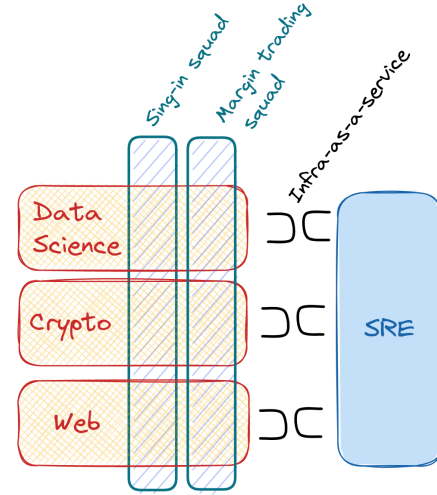 Sing-in squad
Margin trading
squad
Infra-as-a-service
Data
Science
Crypto
Web
SRE